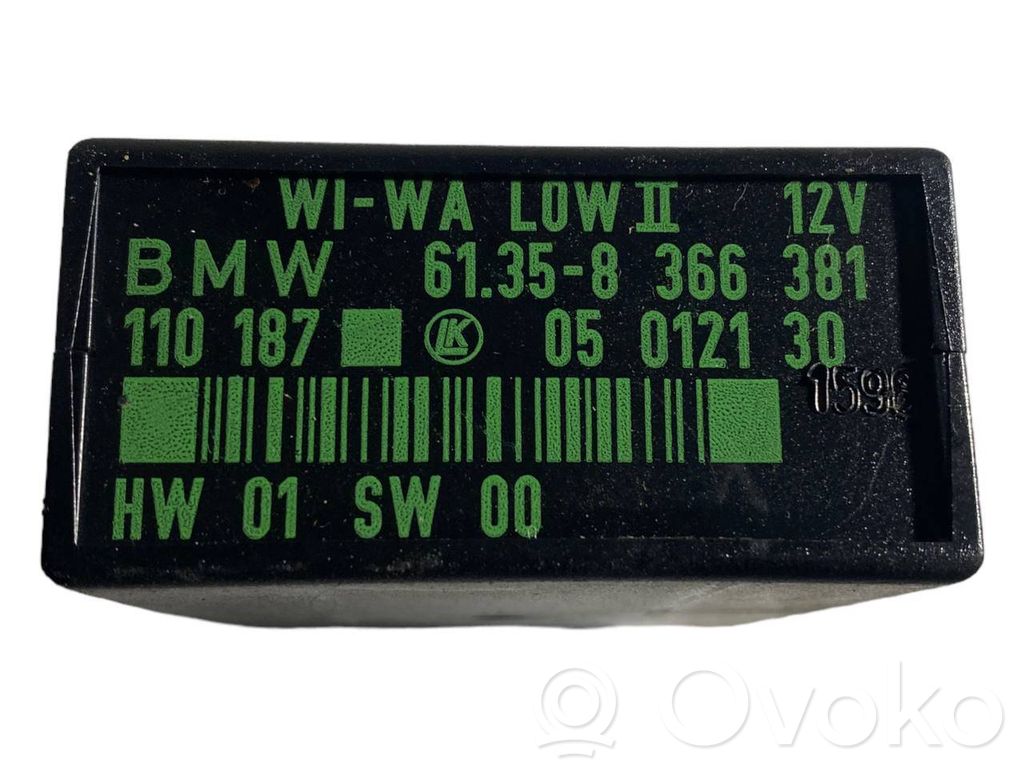 WI-WA LOW II 12V
BMW 61.35-8 366 381
110 187 LK 05 0121 30
HW 01 SW 00
Ovoko